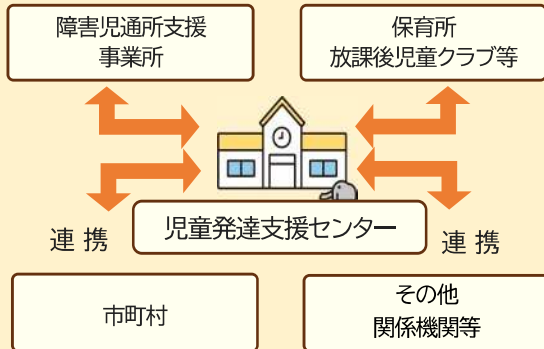 障害児通所支援
事業所
保育所
放課後児童クラブ等
児童発達支援センター
連携
連携
市町村
その他
関係機関等